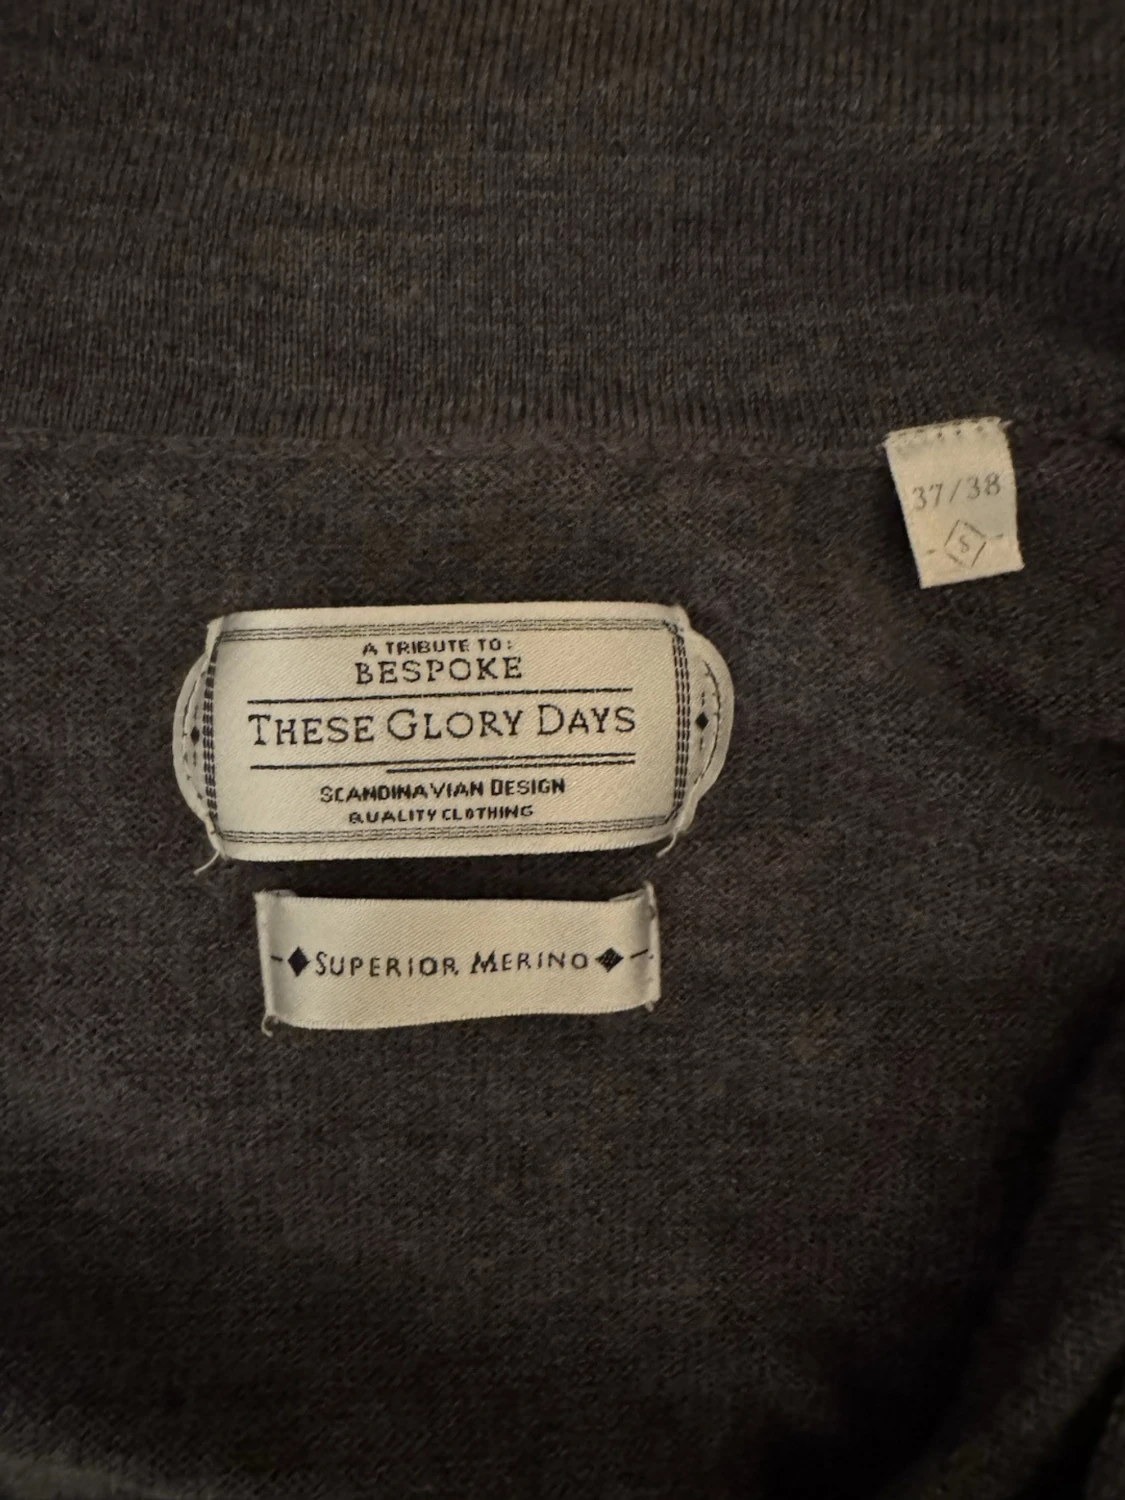 37/38
S
A TRIBUTE TO:
BESPOKE
THESE GLORY DAYS
SCANDINAVIAN DESIGN
QUALITY CLOTHING
SUPERIOR MERINO